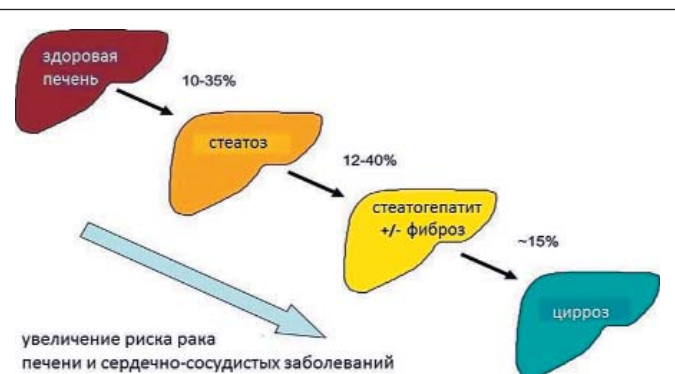 здоровая
печень
10-35%
стеатоз
12-40%
стеатогепатит
+/- фиброз
~15%
цирроз
увеличение риска рака
печени и сердечно-сосудистых заболеваний